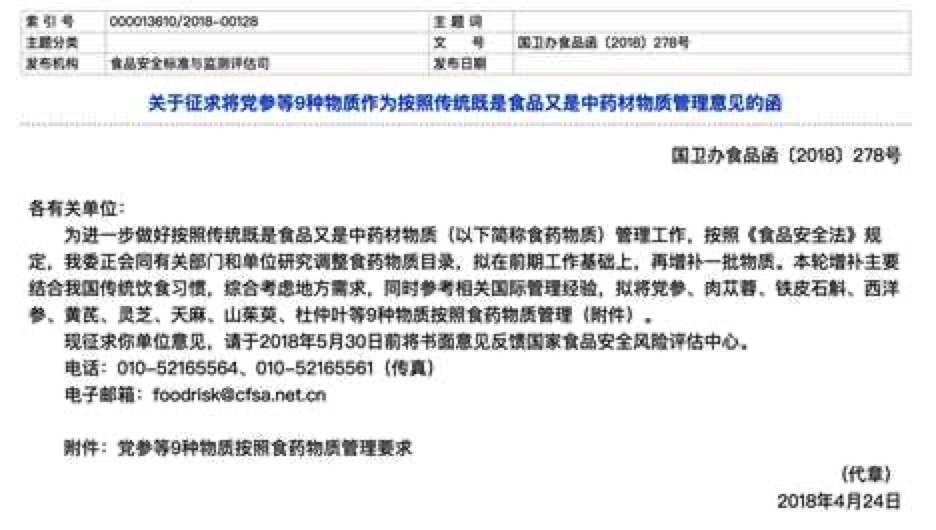 索引号 000013610/2018-00128 主题词
主题分类 文 号 国卫办食品函〔2018〕278号
发布机构 食品安全标准与监测评估司 发布日期
关于征求将党参等9种物质作为按照传统既是食品又是中药材物质管理意见的函
国卫办食品函〔2018〕278号
各有关单位：
为进一步做好按照传统既是食品又是中药材物质（以下简称食药物质）管理工作，按照《食品安全法》规
定，我委正会同有关部门和单位研究调整食药物质目录，拟在前期工作基础上，再增补一批物质。本轮增补主要
结合我国传统饮食习惯，综合考虑地方需求，同时参考相关国际管理经验，拟将党参、肉苁蓉、铁皮石斛、西洋
参、黄芪、灵芝、天麻、山茱萸、杜仲叶等9种物质按照食药物质管理（附件）。
现征求你单位意见，请于2018年5月30日前将书面意见反馈国家食品安全风险评估中心。
电话：010-52165564、010-52165561（传真）
电子邮箱：foodrisk@cfsa.net.cn
附件：党参等9种物质按照食药物质管理要求
（代章）
2018年4月24日